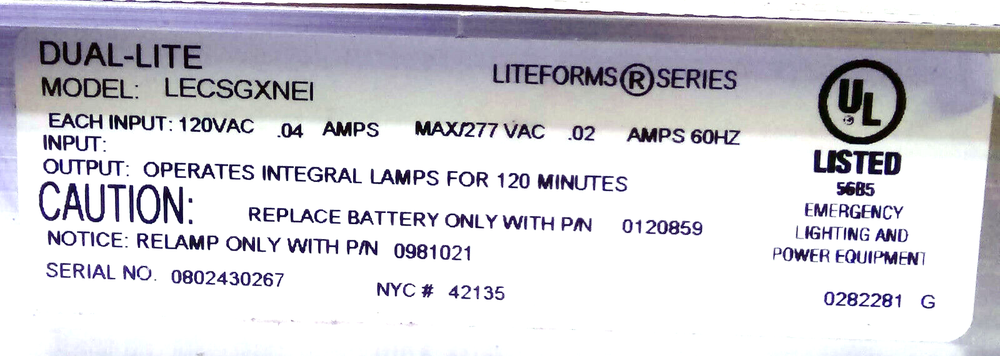 DUAL-LITE
MODEL: LECSGXNEI
LITEFORMS®SERIES
EACH INPUT: 120VAC .04 AMPS MAX/277 VAC .02 AMPS 60HZ
INPUT:
OUTPUT: OPERATES INTEGRAL LAMPS FOR 120 MINUTES
CAUTION: REPLACE BATTERY ONLY WITH P/N 0120859
NOTICE: RELAMP ONLY WITH P/N 0981021
SERIAL NO. 0802430267
NYC # 42135
UL
LISTED
56B5
EMERGENCY
LIGHTING AND
POWER EQUIPMENT
0282281 G